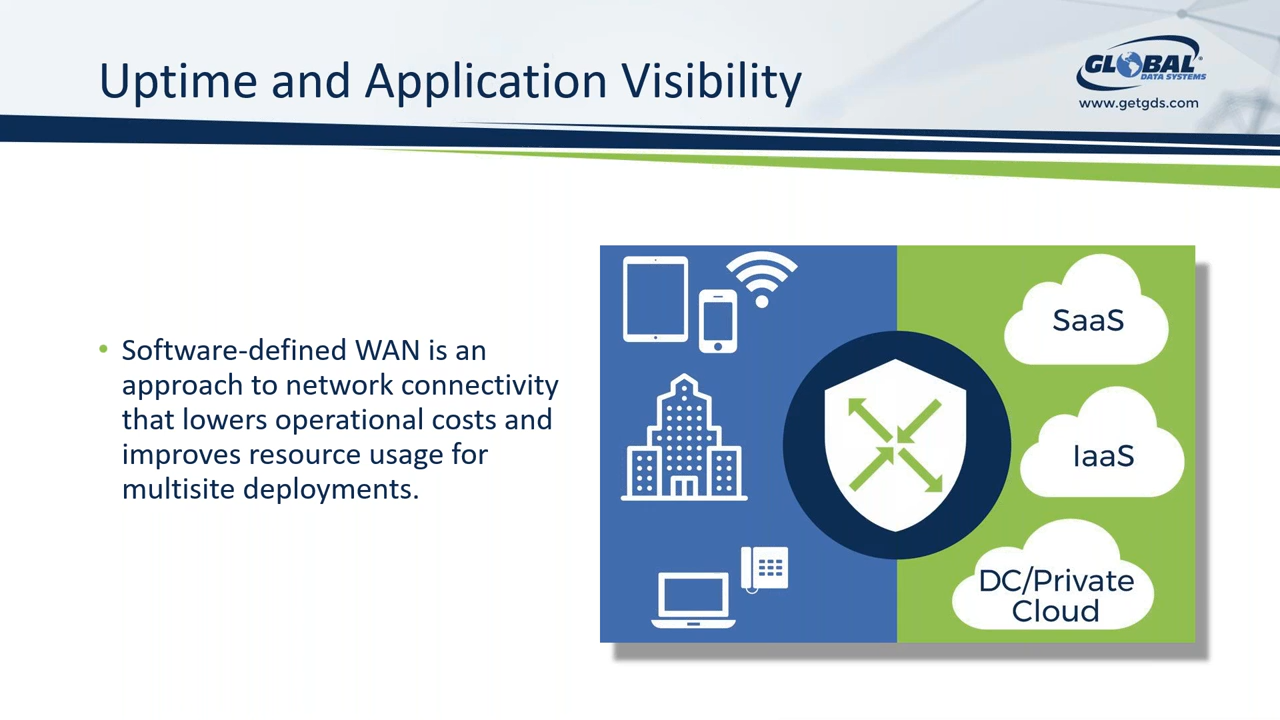 Uptime and Application Visibility
GLOBAL®
DATA SYSTEMS
www.getgds.com
• Software-defined WAN is an
approach to network connectivity
that lowers operational costs and
improves resource usage for
multisite deployments.
SaaS
IaaS
DC/Private
Cloud